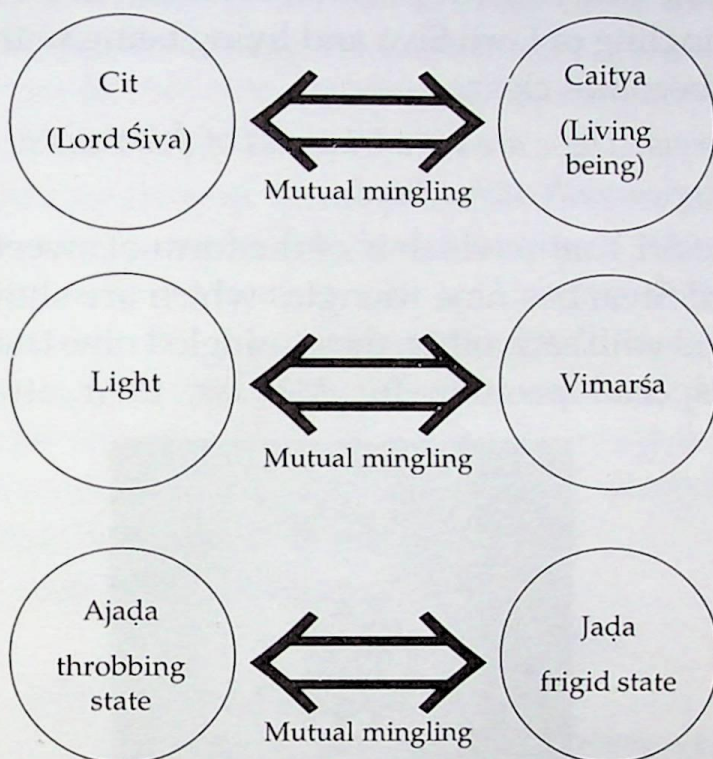 Cit
(Lord Śiva)
Mutual mingling
Caitya
(Living
being)
Light
Mutual mingling
Vimarśa
Ajaḍa
throbbing
state
Mutual mingling
Jaḍa
frigid state